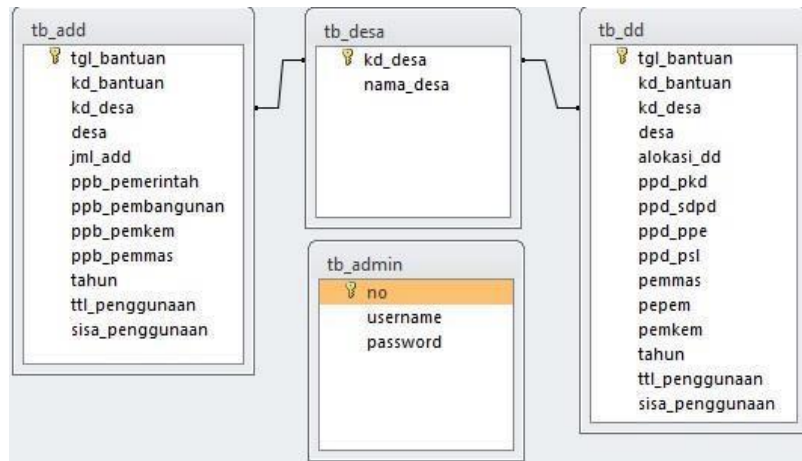 tb_add
tgl_bantuan
kd_bantuan
kd_desa
desa
jml_add
ppb_pemerintah
ppb_pembangunan
ppb_pemkem
ppb_pemmas
tahun
ttl_penggunaan
sisa_penggunaan
tb_desa
kd_desa
nama_desa
tb_admin
no
username
password
tb_dd
tgl_bantuan
kd_bantuan
kd_desa
desa
alokasi_dd
ppd_pkd
ppd_sdpd
ppd_ppe
ppd_psl
pemmas
pepem
pemkem
tahun
ttl_penggunaan
sisa_penggunaan